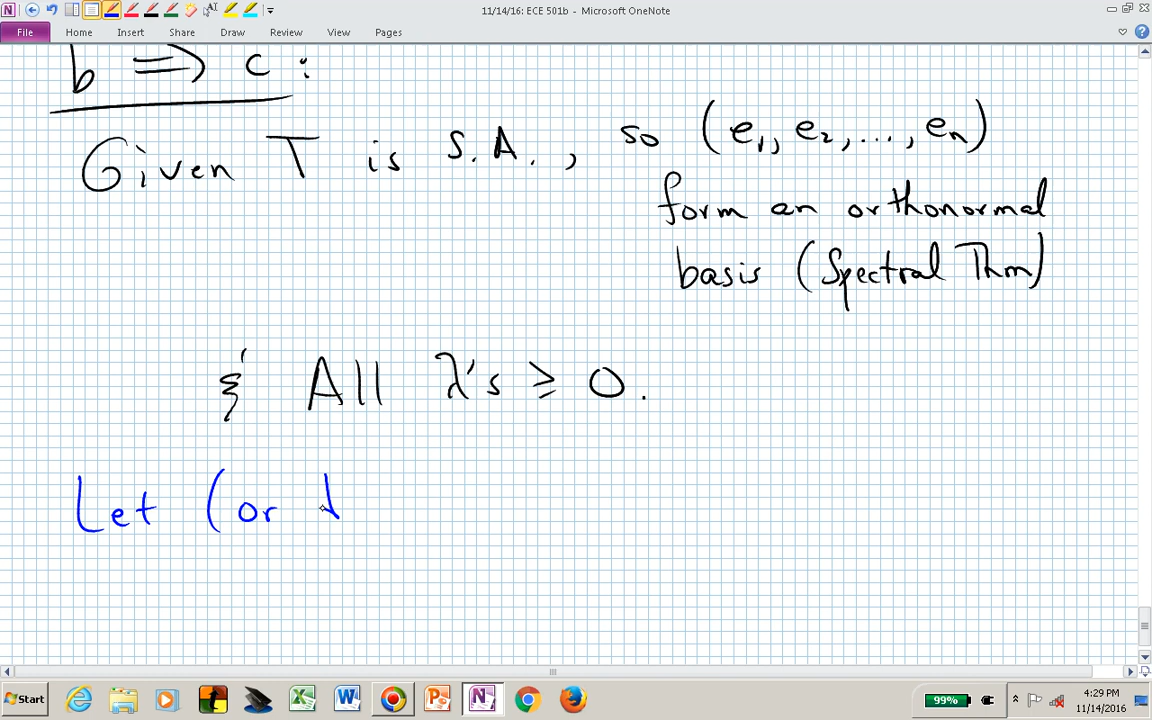 11/14/16: ECE 501b - Microsoft OneNote
File Home Insert Share Draw Review View Pages
b => c :
Given T is S.A., so (e1, e2, ..., en)
form an orthonormal
basis (Spectral Thm)
& All λ's ≥ 0.
Let (or
99% 4:29 PM
Start 11/14/2016